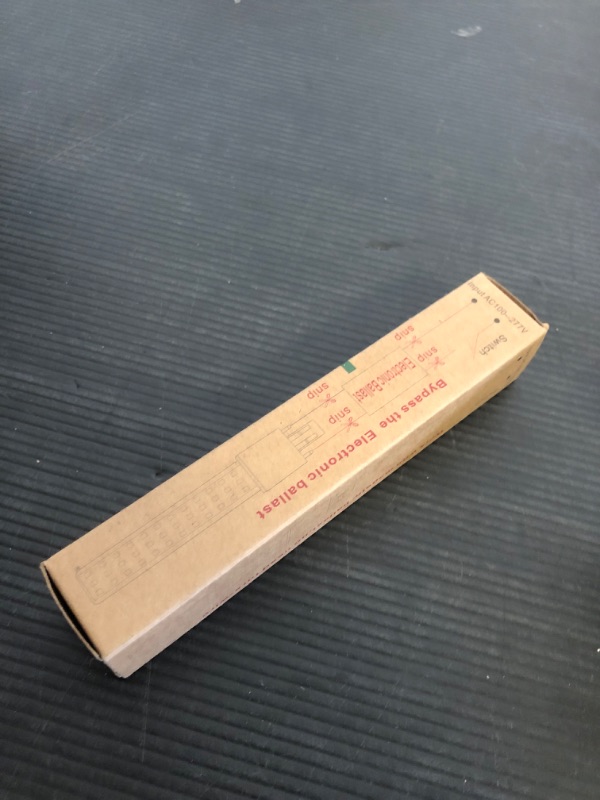 Input AC100~277V
Switch
snip
snip
Electronic Ballast
snip
snip
Bypass the Electronic ballast